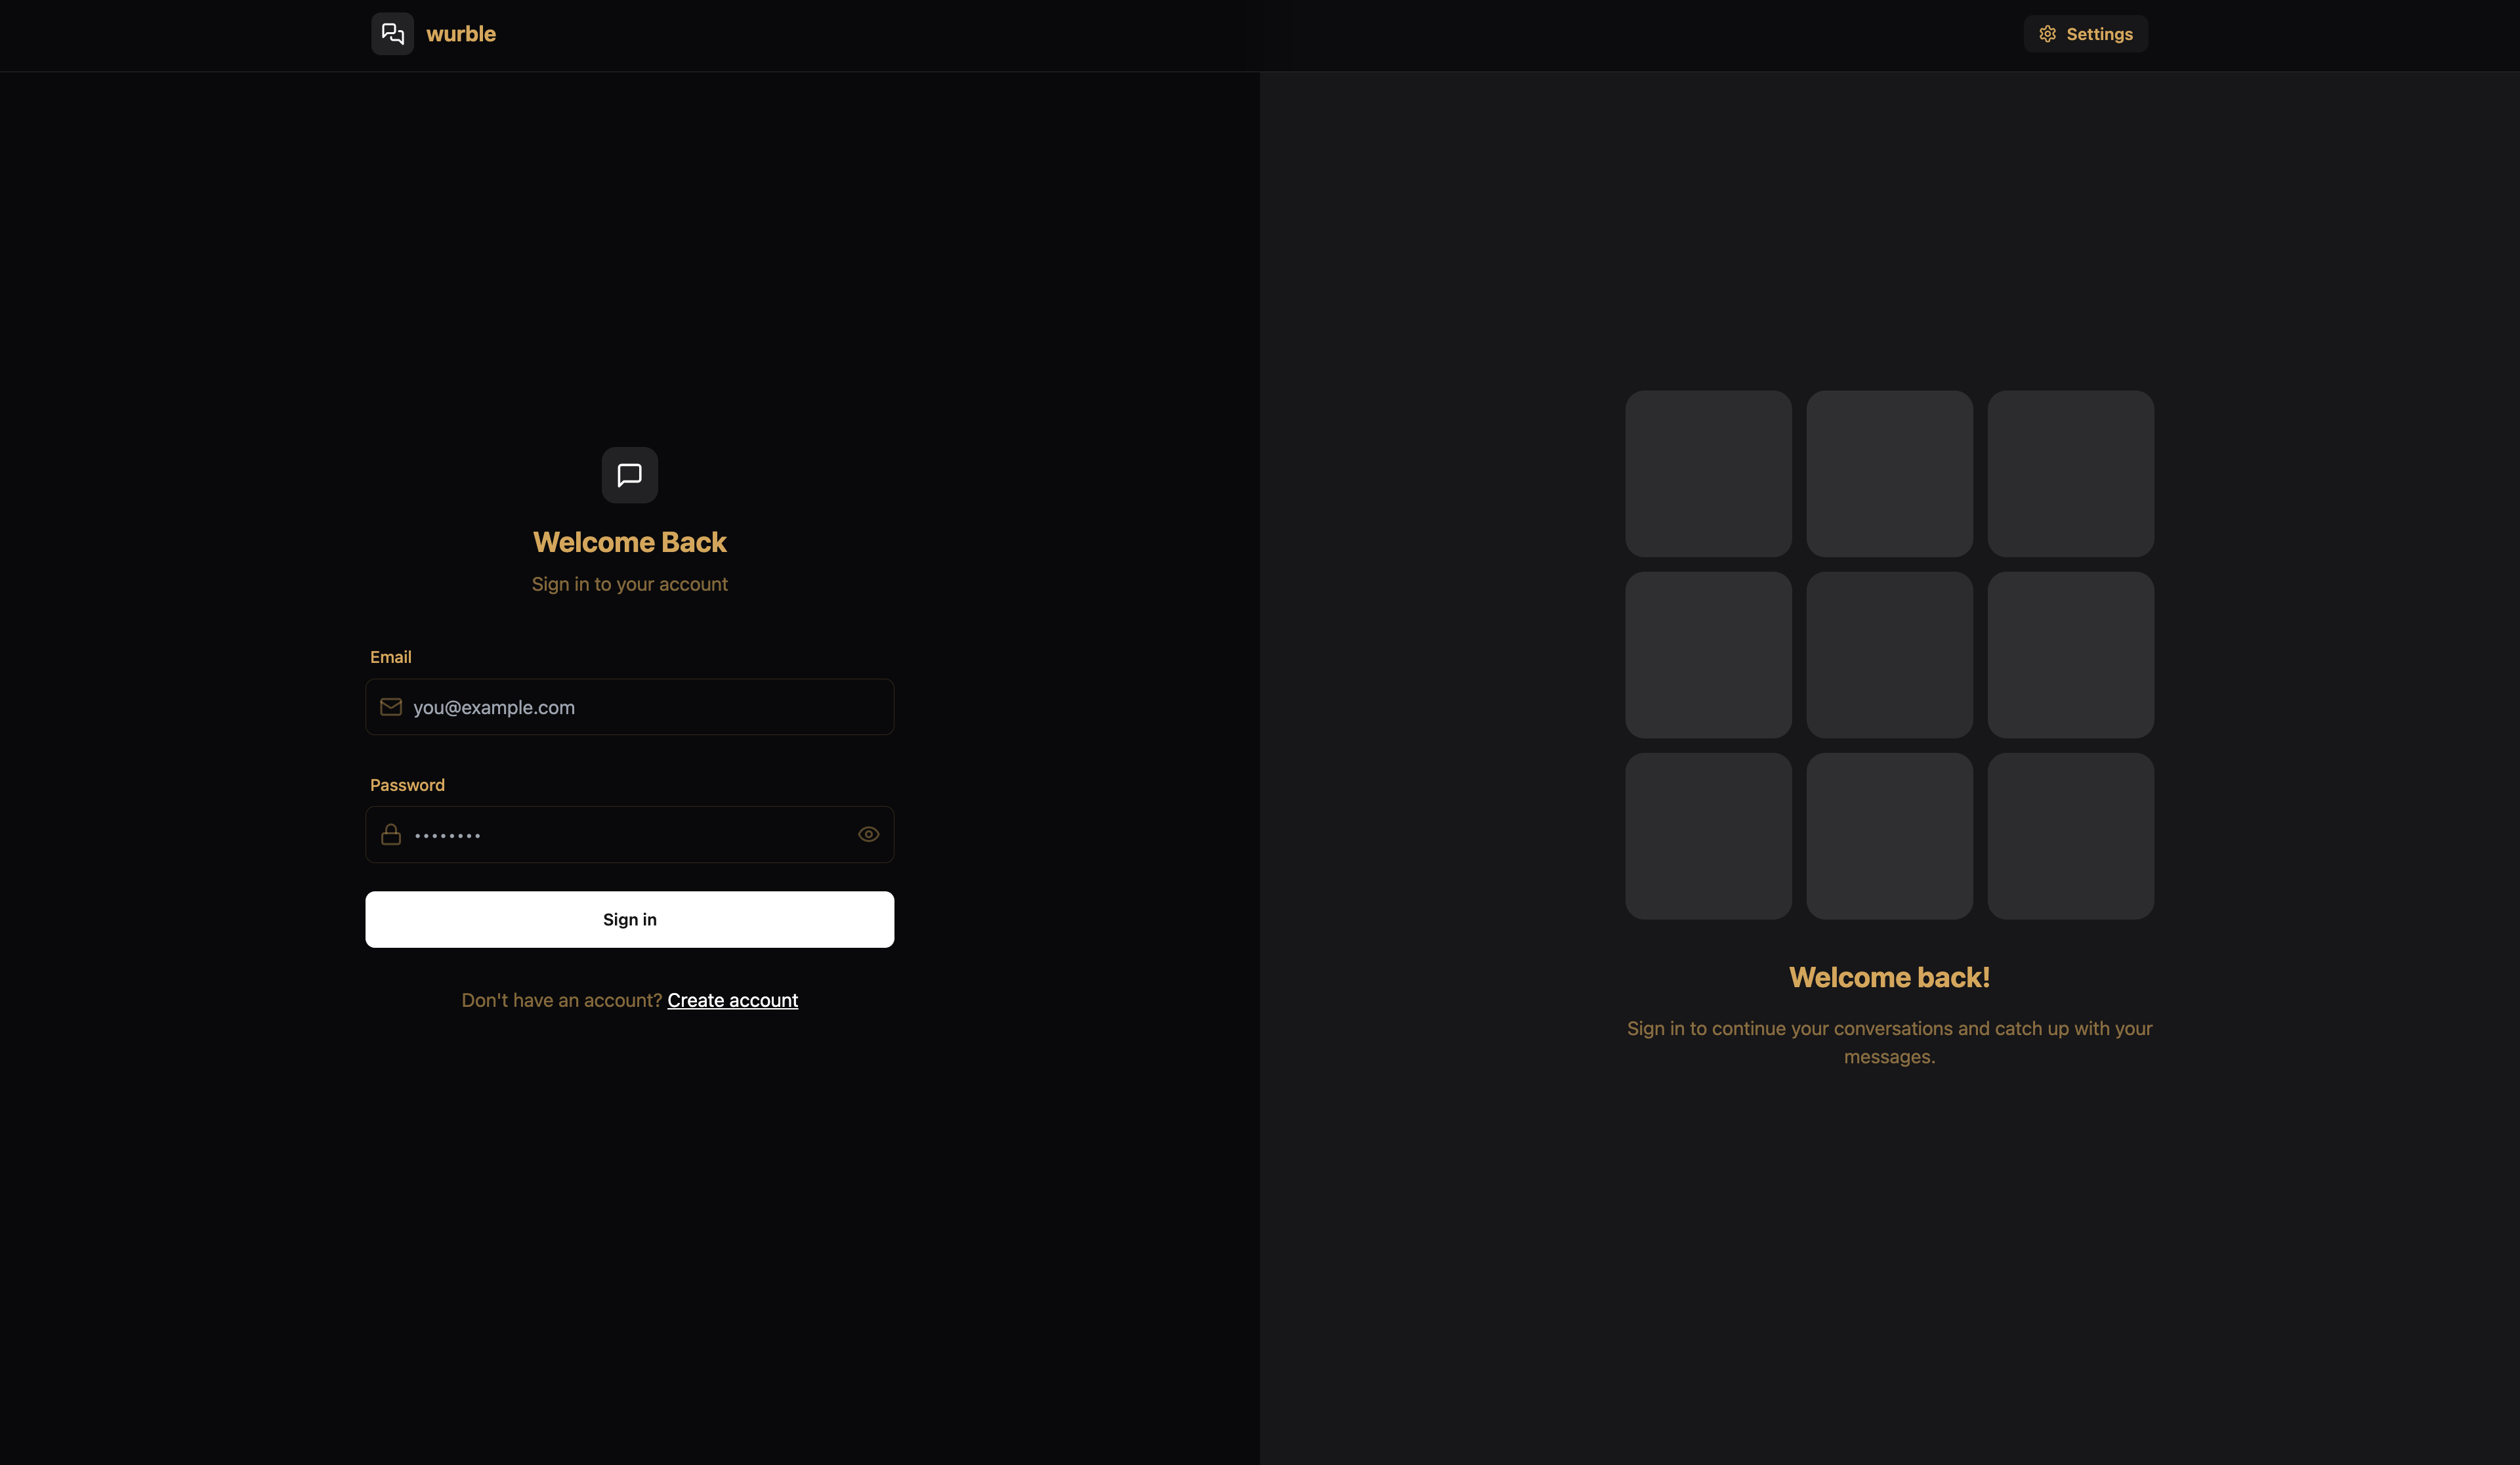 wurble
Settings
Welcome Back
Sign in to your account
Email
you@example.com
Password
••••••••
Sign in
Don't have an account? Create account
Welcome back!
Sign in to continue your conversations and catch up with your
messages.